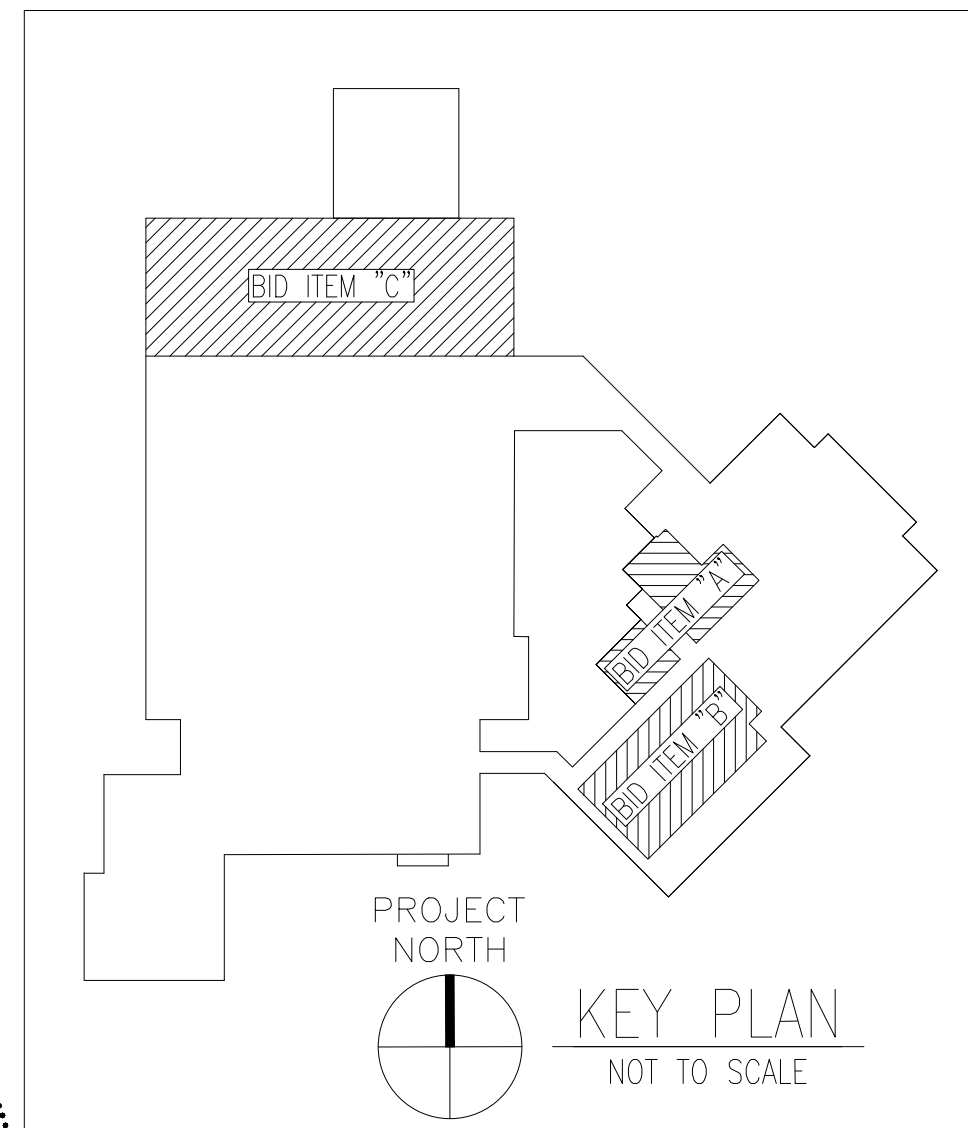 BID ITEM ”C”
BID ITEM ”A”
BID ITEM ”B”
PROJECT
NORTH
KEY PLAN
NOT TO SCALE